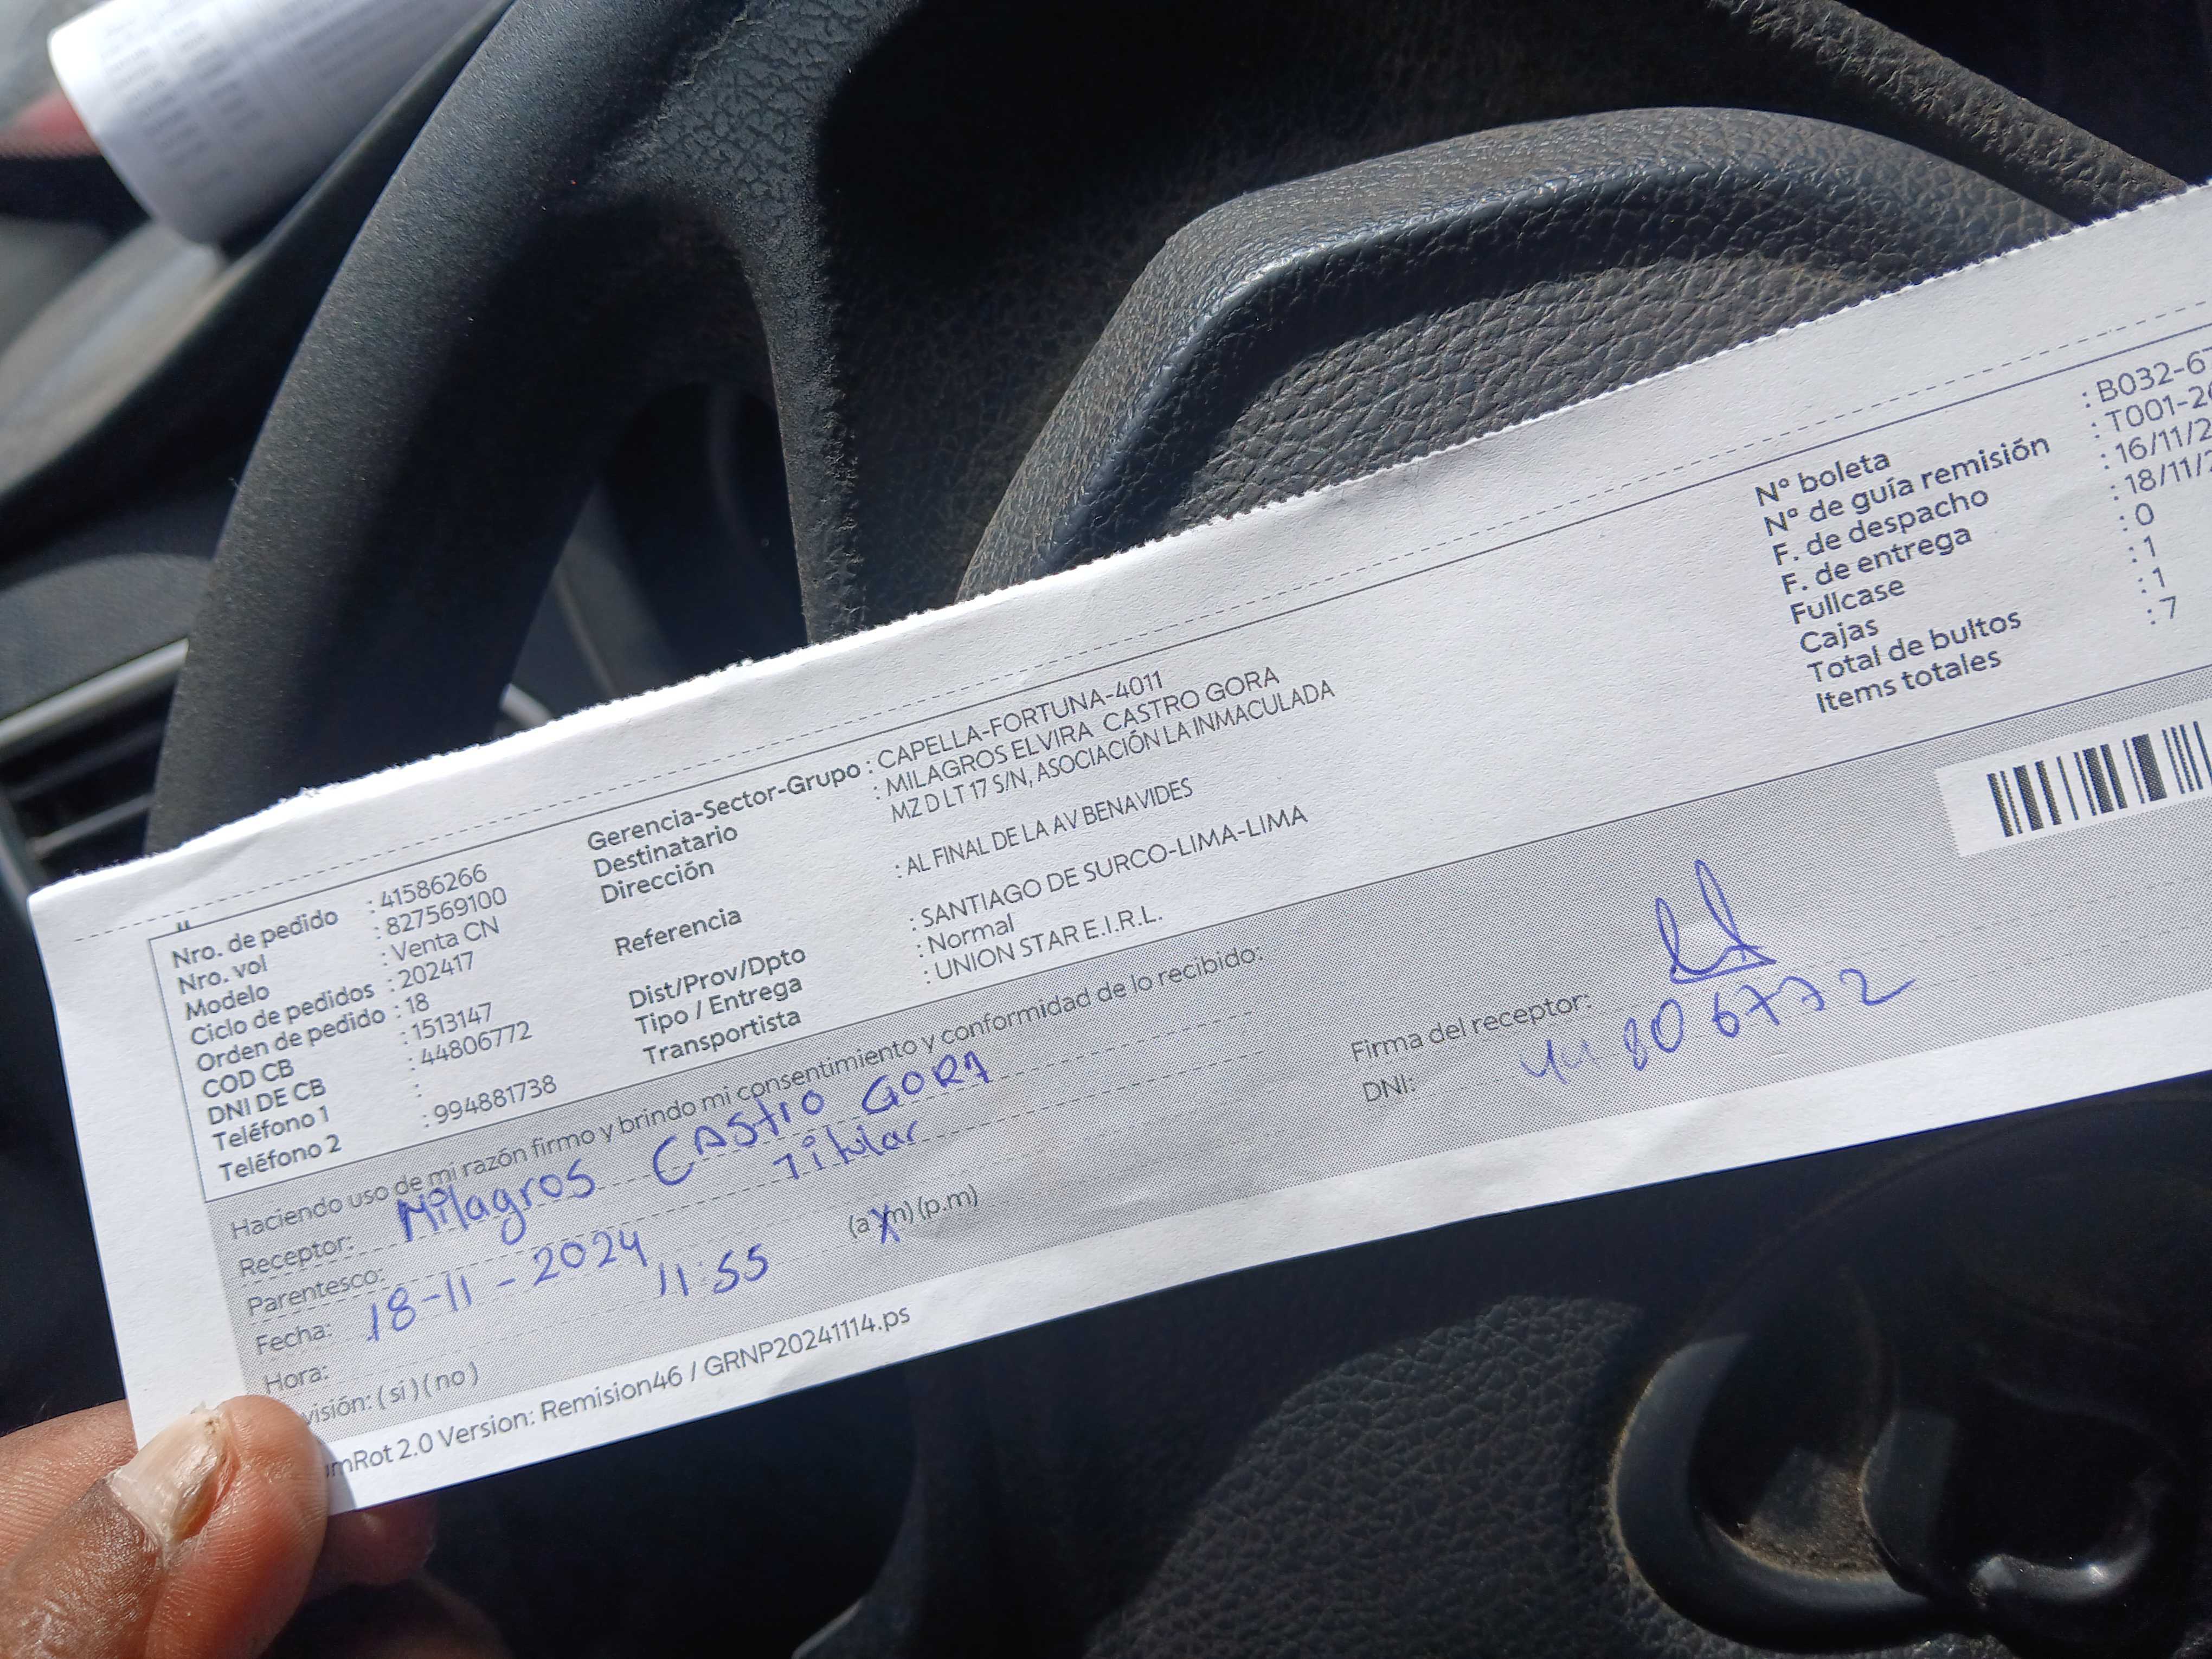 Nro. de pedido : 41586266
Nro. vol : 827569100
Modelo : Venta CN
Ciclo de pedidos : 202417
Orden de pedido : 18
COD CB : 1513147
DNI DE CB : 44806772
Teléfono 1 :
Teléfono 2 : 994881738
Gerencia-Sector-Grupo : CAPELLA-FORTUNA-4011
Destinatario : MILAGROS ELVIRA CASTRO GORA
Dirección MZ D LT 17 S/N, ASOCIACIÓN LA INMACULADA
: AL FINAL DE LA AV BENAVIDES
Referencia
Dist/Prov/Dpto : SANTIAGO DE SURCO-LIMA-LIMA
Tipo / Entrega : Normal
Transportista : UNION STAR E.I.R.L.
N° boleta : B032-67
N° de guía remisión : T001-2
F. de despacho : 16/11/2
F. de entrega : 18/11/2
Fullcase : 0
Cajas : 1
Total de bultos : 1
Items totales : 7
Haciendo uso de mi razón firmo y brindo mi consentimiento y conformidad de lo recibido:
Receptor: Milagros CAStro GORA
Parentesco: Titular
Fecha: 18-11-2024
Hora: 11:55 (a.m) (p.m)
visión: ( si ) ( no )
Firma del receptor:
DNI: 44806772
mRot 2.0 Version: Remision46 / GRNP20241114.ps